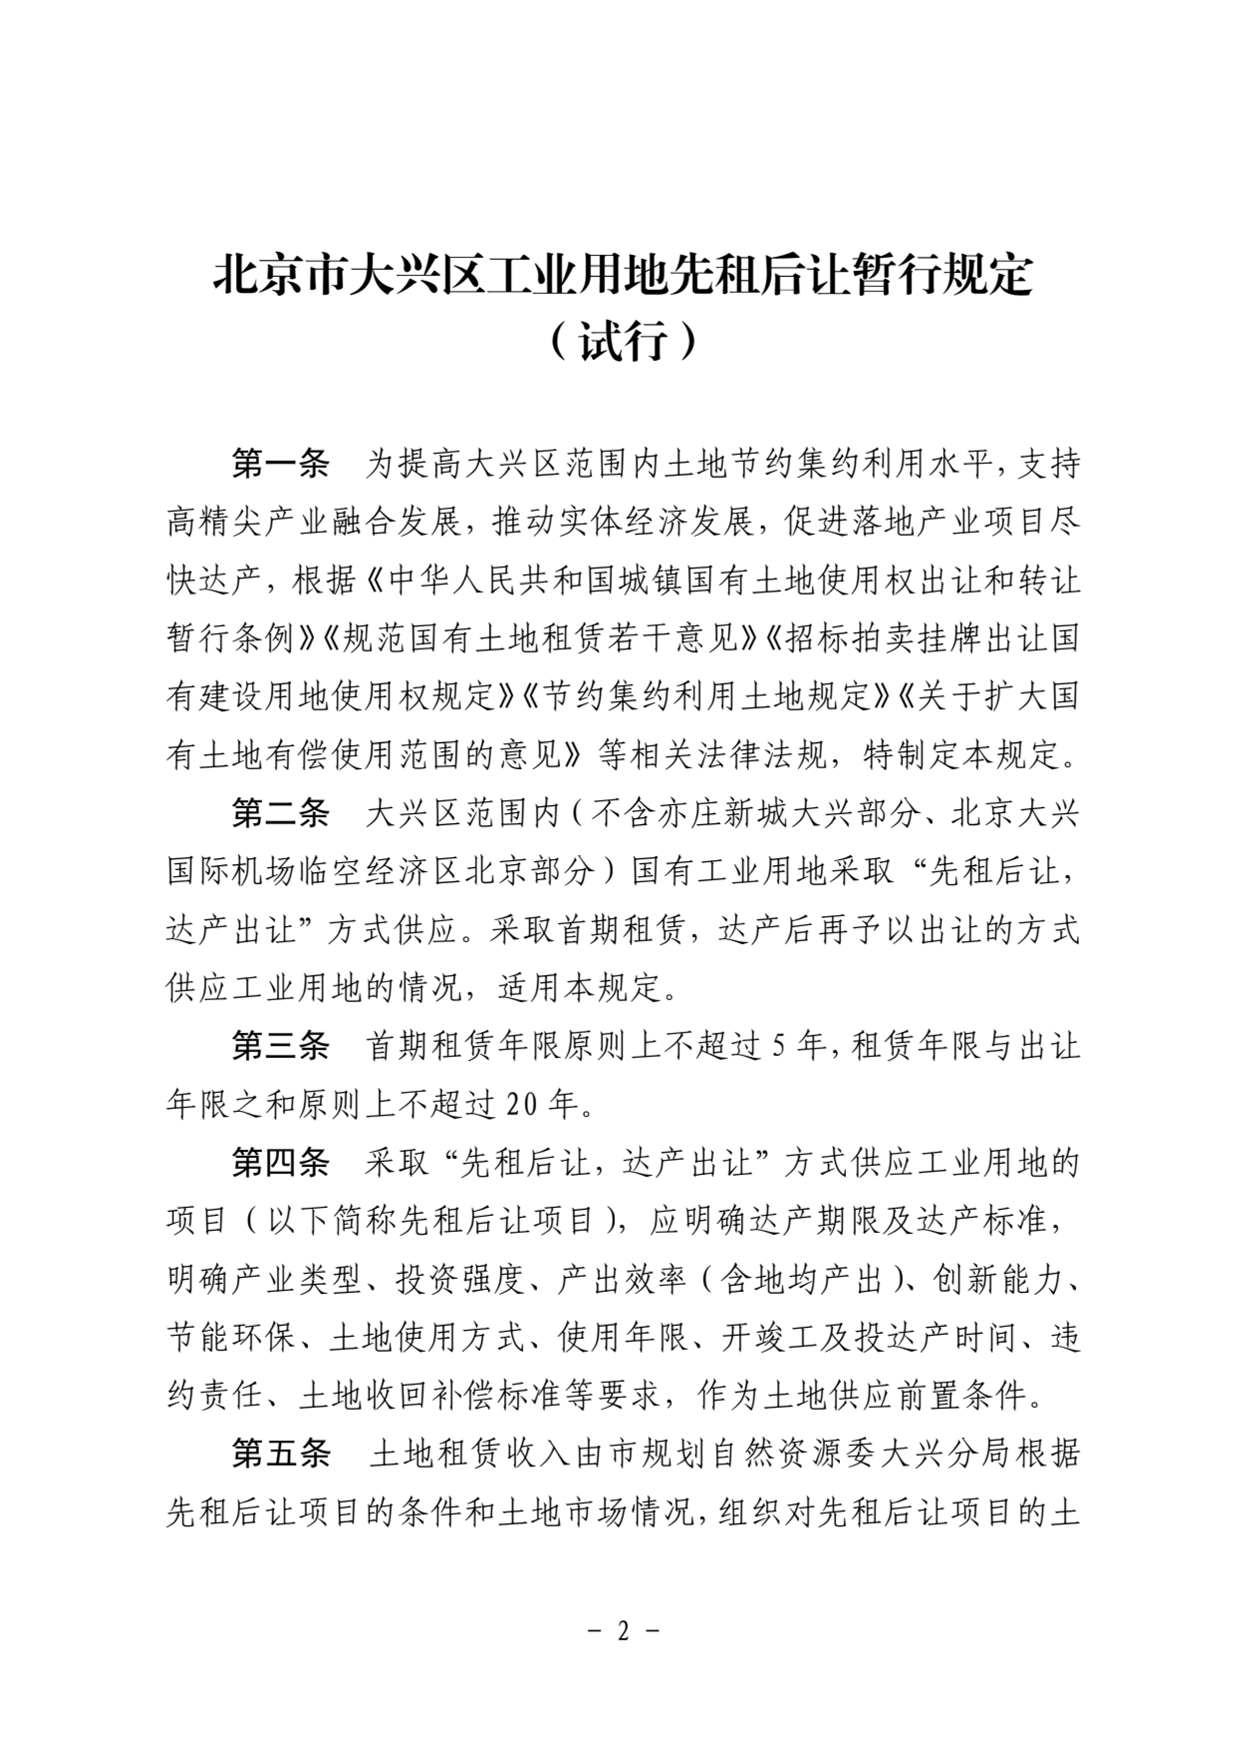 北京市大兴区工业用地先租后让暂行规定
（试行）
第一条　为提高大兴区范围内土地节约集约利用水平，支持
高精尖产业融合发展，推动实体经济发展，促进落地产业项目尽
快达产，根据《中华人民共和国城镇国有土地使用权出让和转让
暂行条例》《规范国有土地租赁若干意见》《招标拍卖挂牌出让国
有建设用地使用权规定》《节约集约利用土地规定》《关于扩大国
有土地有偿使用范围的意见》等相关法律法规，特制定本规定。
第二条　大兴区范围内（不含亦庄新城大兴部分、北京大兴
国际机场临空经济区北京部分）国有工业用地采取“先租后让，
达产出让”方式供应。采取首期租赁，达产后再予以出让的方式
供应工业用地的情况，适用本规定。
第三条　首期租赁年限原则上不超过 5 年，租赁年限与出让
年限之和原则上不超过 20 年。
第四条　采取“先租后让，达产出让”方式供应工业用地的
项目（以下简称先租后让项目），应明确达产期限及达产标准，
明确产业类型、投资强度、产出效率（含地均产出）、创新能力、
节能环保、土地使用方式、使用年限、开竣工及投达产时间、违
约责任、土地收回补偿标准等要求，作为土地供应前置条件。
第五条　土地租赁收入由市规划自然资源委大兴分局根据
先租后让项目的条件和土地市场情况，组织对先租后让项目的土
- 2 -